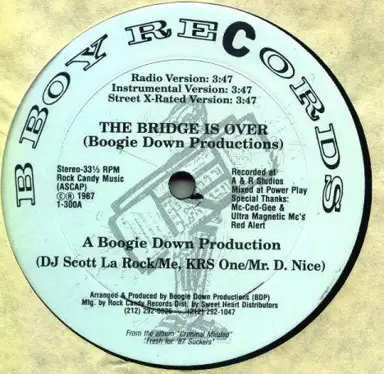 B BOY RECORDS
Radio Version: 3:47
Instrumental Version: 3:47
Street X-Rated Version: 3:47
THE BRIDGE IS OVER
(Boogie Down Productions)
Stereo-33⅓ RPM
Rock Candy Music
(ASCAP)
©℗ 1987
1-300A
Recorded at
A & R Studios
Mixed at Power Play
Special Thanks:
Mc-Ced-Gee &
Ultra Magnetic Mc's
Red Alert
A Boogie Down Production
(DJ Scott La Rock/Me, KRS One/Mr. D. Nice)
Arranged & Produced by Boogie Down Productions (BDP)
Mfg. by Rock Candy Records Dist. by Sweet Heart Distributors
(212) 292-0026 (212) 292-1047
From the album "Criminal Minded"
"Fresh for '87 Suckers"